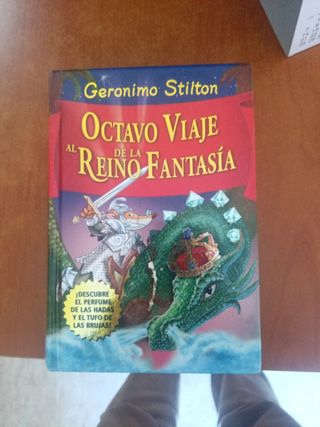 Geronimo Stilton
OCTAVO VIAJE
AL REINO DE LA FANTASÍA
¡DESCUBRE
EL PERFUME
DE LAS HADAS
Y EL TUFO DE
LAS BRUJAS!